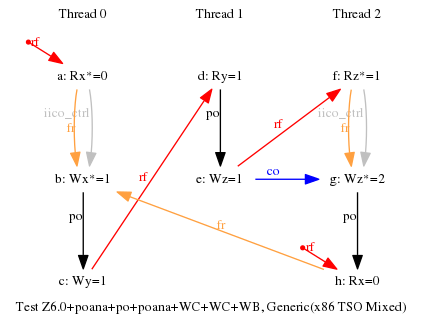 Thread 0 Thread 1 Thread 2
rf
a: Rx*=0 d: Ry=1 f: Rz*=1
iico_ctrl po iico_ctrl
fr rf fr
rf
co
b: Wx*=1 e: Wz=1 g: Wz*=2
po fr po
rf
c: Wy=1 h: Rx=0
Test Z6.0+poana+po+poana+WC+WC+WB, Generic(x86 TSO Mixed)